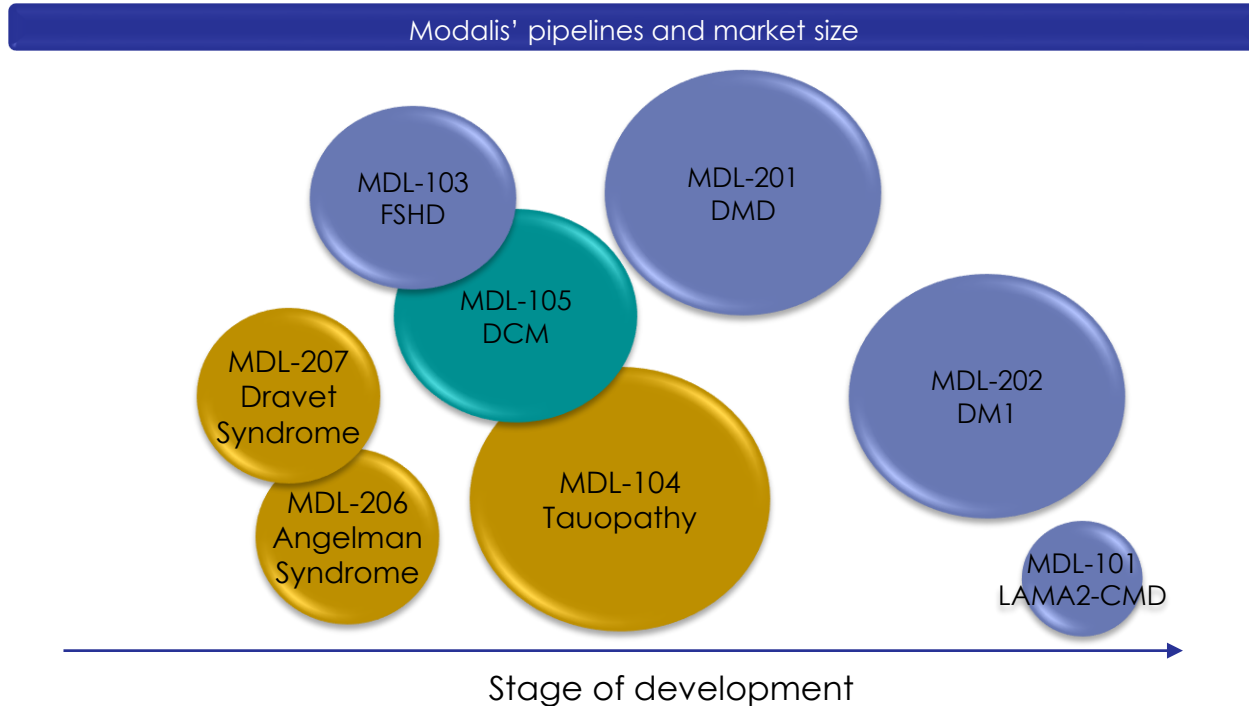 Modalis’ pipelines and market size
MDL-103
FSHD
MDL-201
DMD
MDL-105
DCM
MDL-207
Dravet
Syndrome
MDL-202
DM1
MDL-104
Tauopathy
MDL-206
Angelman
Syndrome
MDL-101
LAMA2-CMD
Stage of development